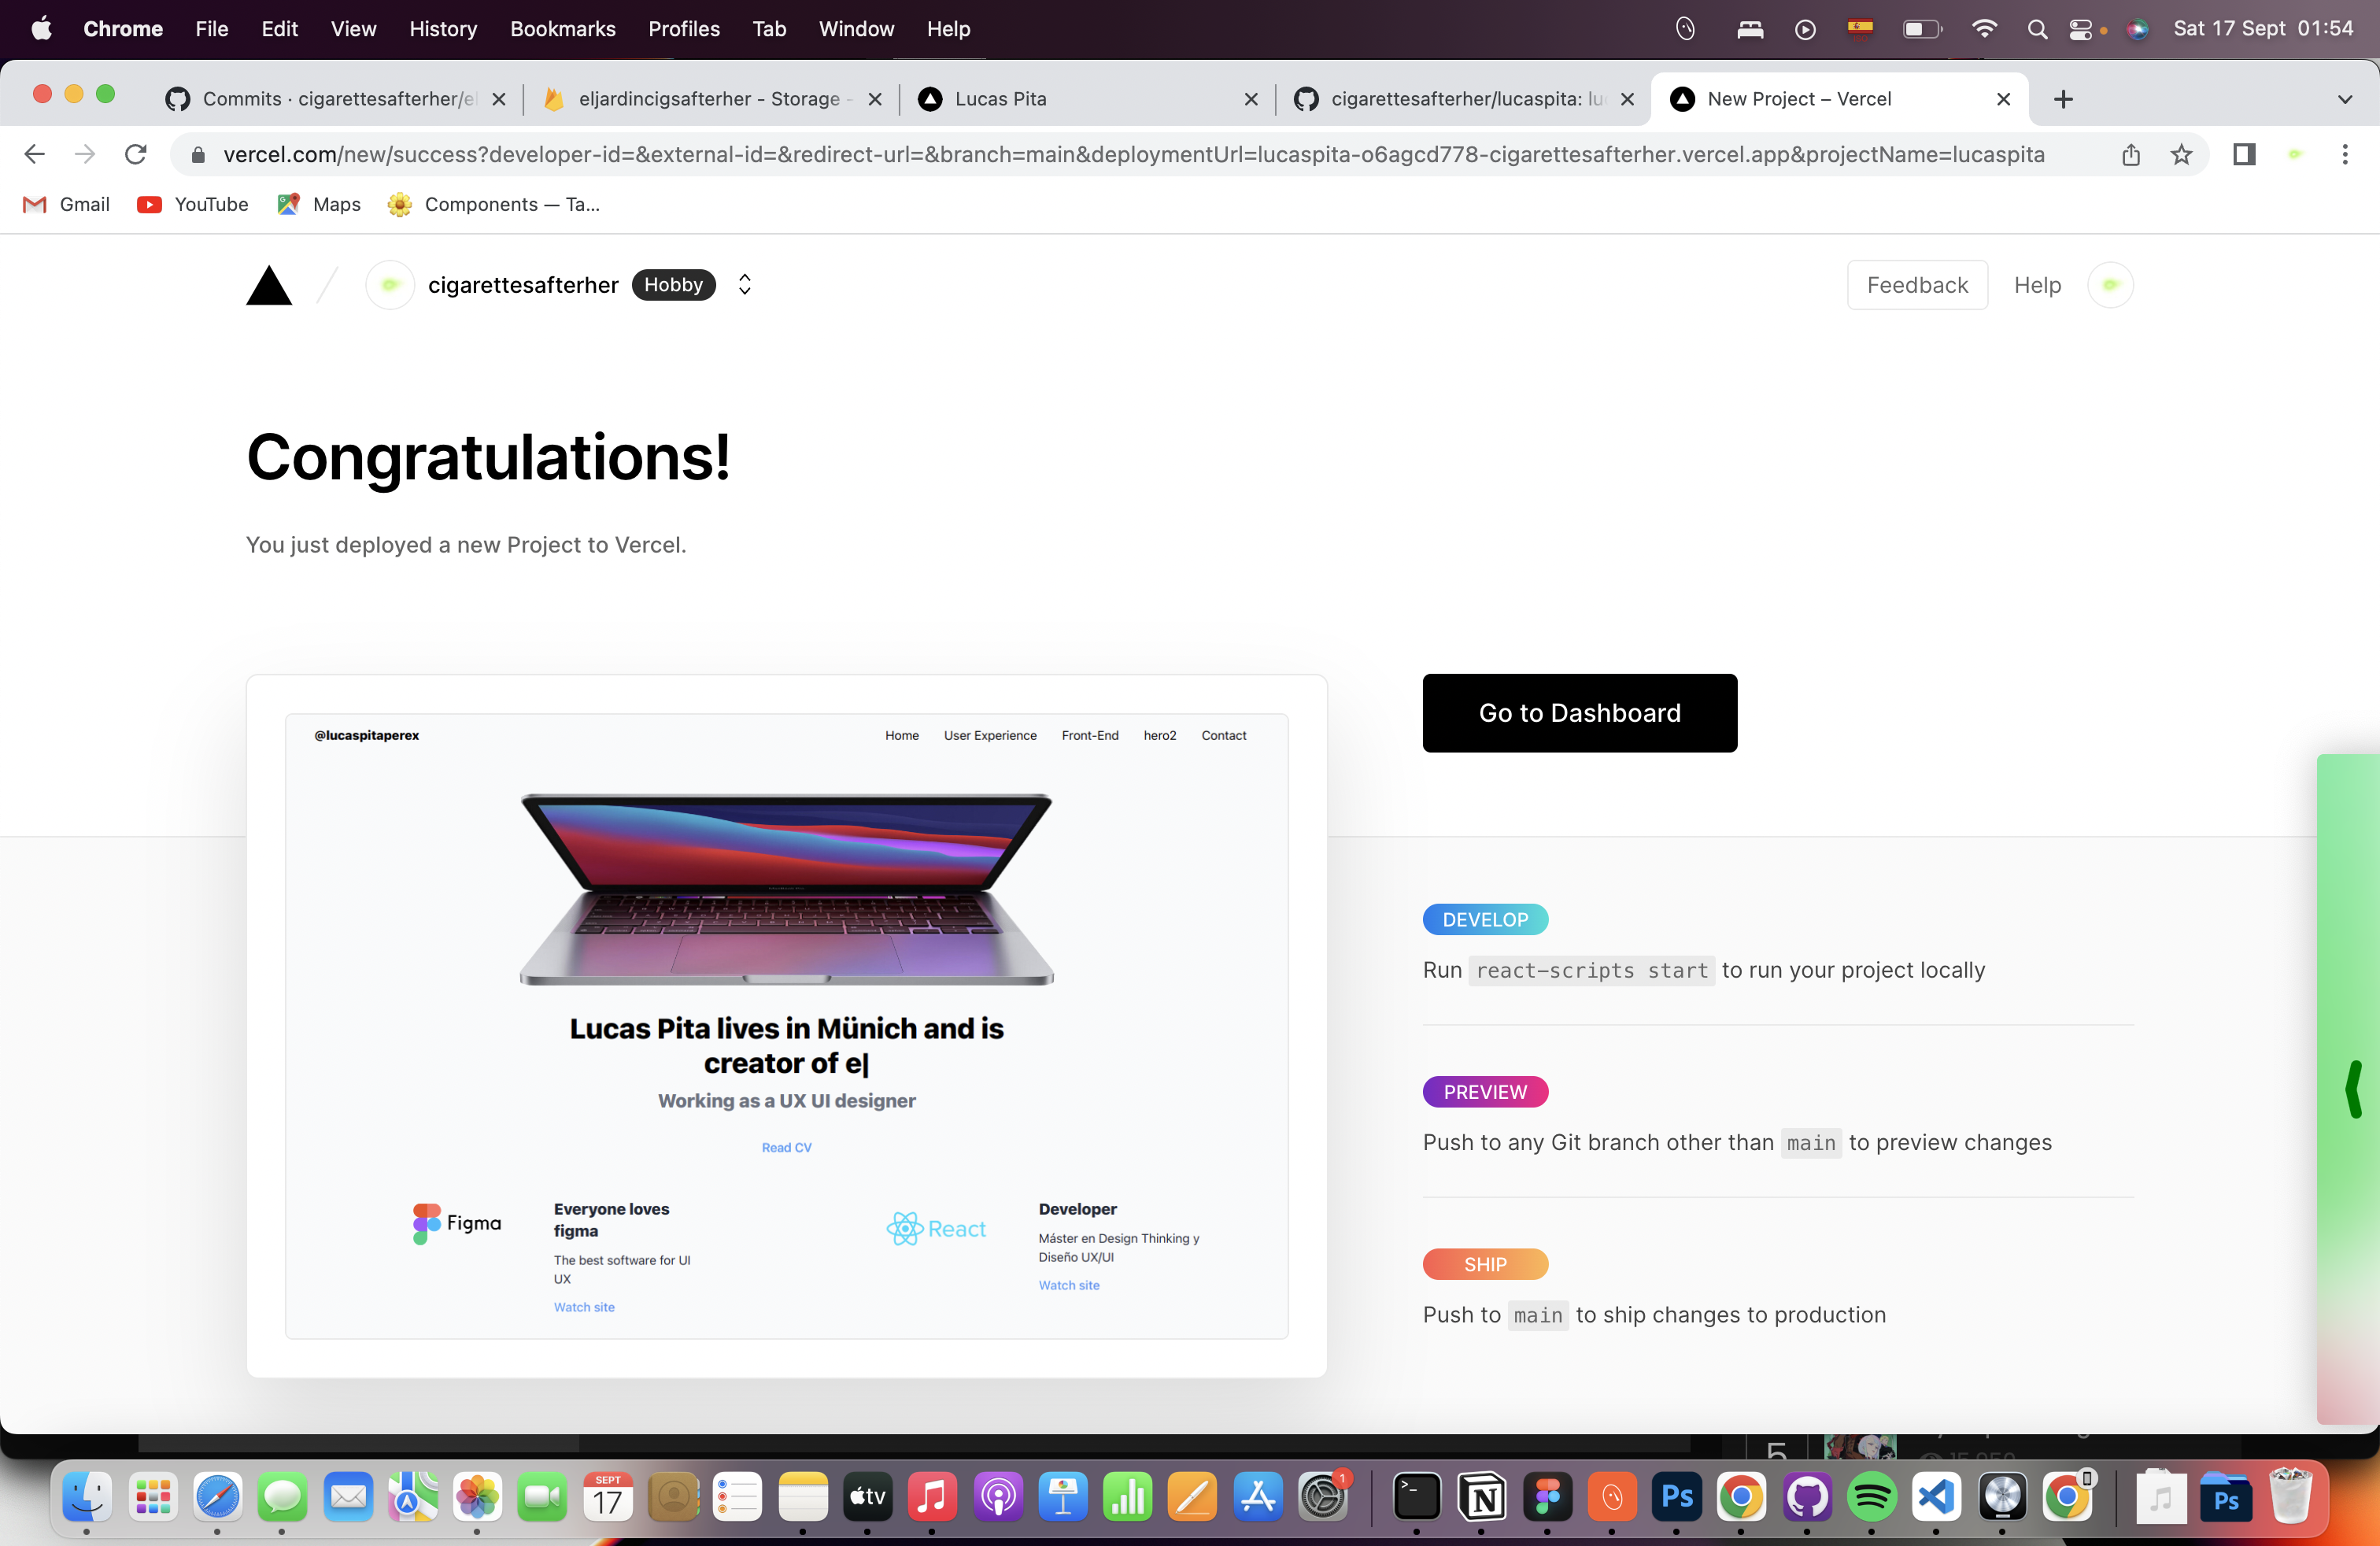 Chrome File Edit View History Bookmarks Profiles Tab Window Help Sat 17 Sept 01:54
Commits · cigarettesafterher/el eljardincigsafterher - Storage - Lucas Pita cigarettesafterher/lucaspita: lu New Project – Vercel
vercel.com/new/success?developer-id=&external-id=&redirect-url=&branch=main&deploymentUrl=lucaspita-o6agcd778-cigarettesafterher.vercel.app&projectName=lucaspita
Gmail YouTube Maps Components — Ta...
cigarettesafterher Hobby Feedback Help
Congratulations!
You just deployed a new Project to Vercel.
Go to Dashboard
@lucaspitaperex Home User Experience Front-End hero2 Contact
Lucas Pita lives in Münich and is
creator of e|
Working as a UX UI designer
Read CV
Figma
Everyone loves
figma
The best software for UI
UX
Watch site
React
Developer
Máster en Design Thinking y
Diseño UX/UI
Watch site
DEVELOP
Run react-scripts start to run your project locally
PREVIEW
Push to any Git branch other than main to preview changes
SHIP
Push to main to ship changes to production
SEPT
17
tv
1
Ps
Ps